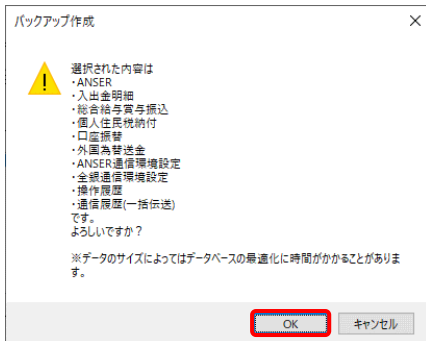 バックアップ作成
選択された内容は
・ANSER
・入出金明細
・総合給与賞与振込
・個人住民税納付
・口座振替
・外国為替送金
・ANSER通信環境設定
・全銀通信環境設定
・操作履歴
・通信履歴(一括伝送)
です。
よろしいですか？
※データのサイズによってはデータベースの最適化に時間がかかることがありま
す。
OK
キャンセル